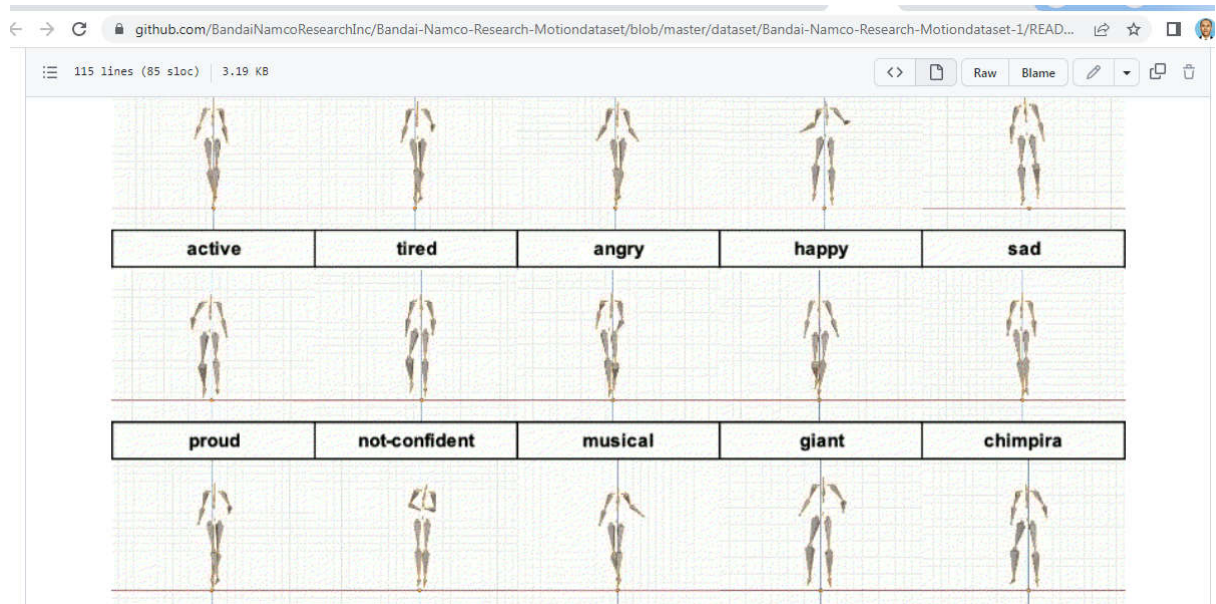 github.com/BandaiNamcoResearchInc/Bandai-Namco-Research-Motiondataset/blob/master/dataset/Bandai-Namco-Research-Motiondataset-1/READ...
115 lines (85 sloc) 3.19 KB <> Raw Blame
active tired angry happy sad
proud not-confident musical giant chimpira